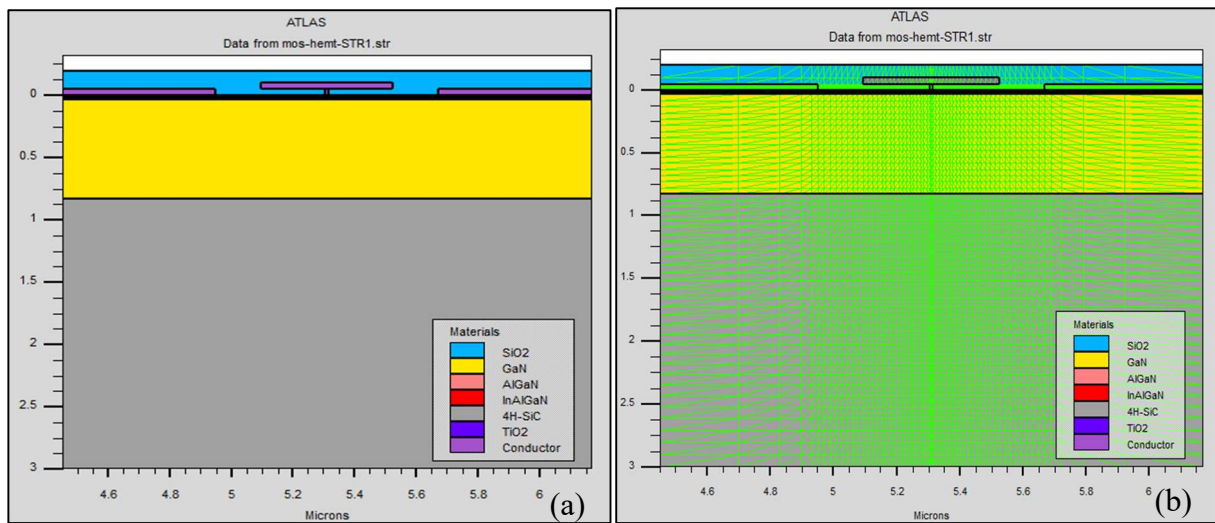 ATLAS
Data from mos-hemt-STR1.str
0
0.5
1
1.5
2
2.5
3
Materials
SiO2
GaN
AlGaN
InAlGaN
4H-SiC
TiO2
Conductor
4.6 4.8 5 5.2 5.4 5.6 5.8 6
Microns
(a)
ATLAS
Data from mos-hemt-STR1.str
0
0.5
1
1.5
2
2.5
3
Materials
SiO2
GaN
AlGaN
InAlGaN
4H-SiC
TiO2
Conductor
4.6 4.8 5 5.2 5.4 5.6 5.8 6
Microns
(b)